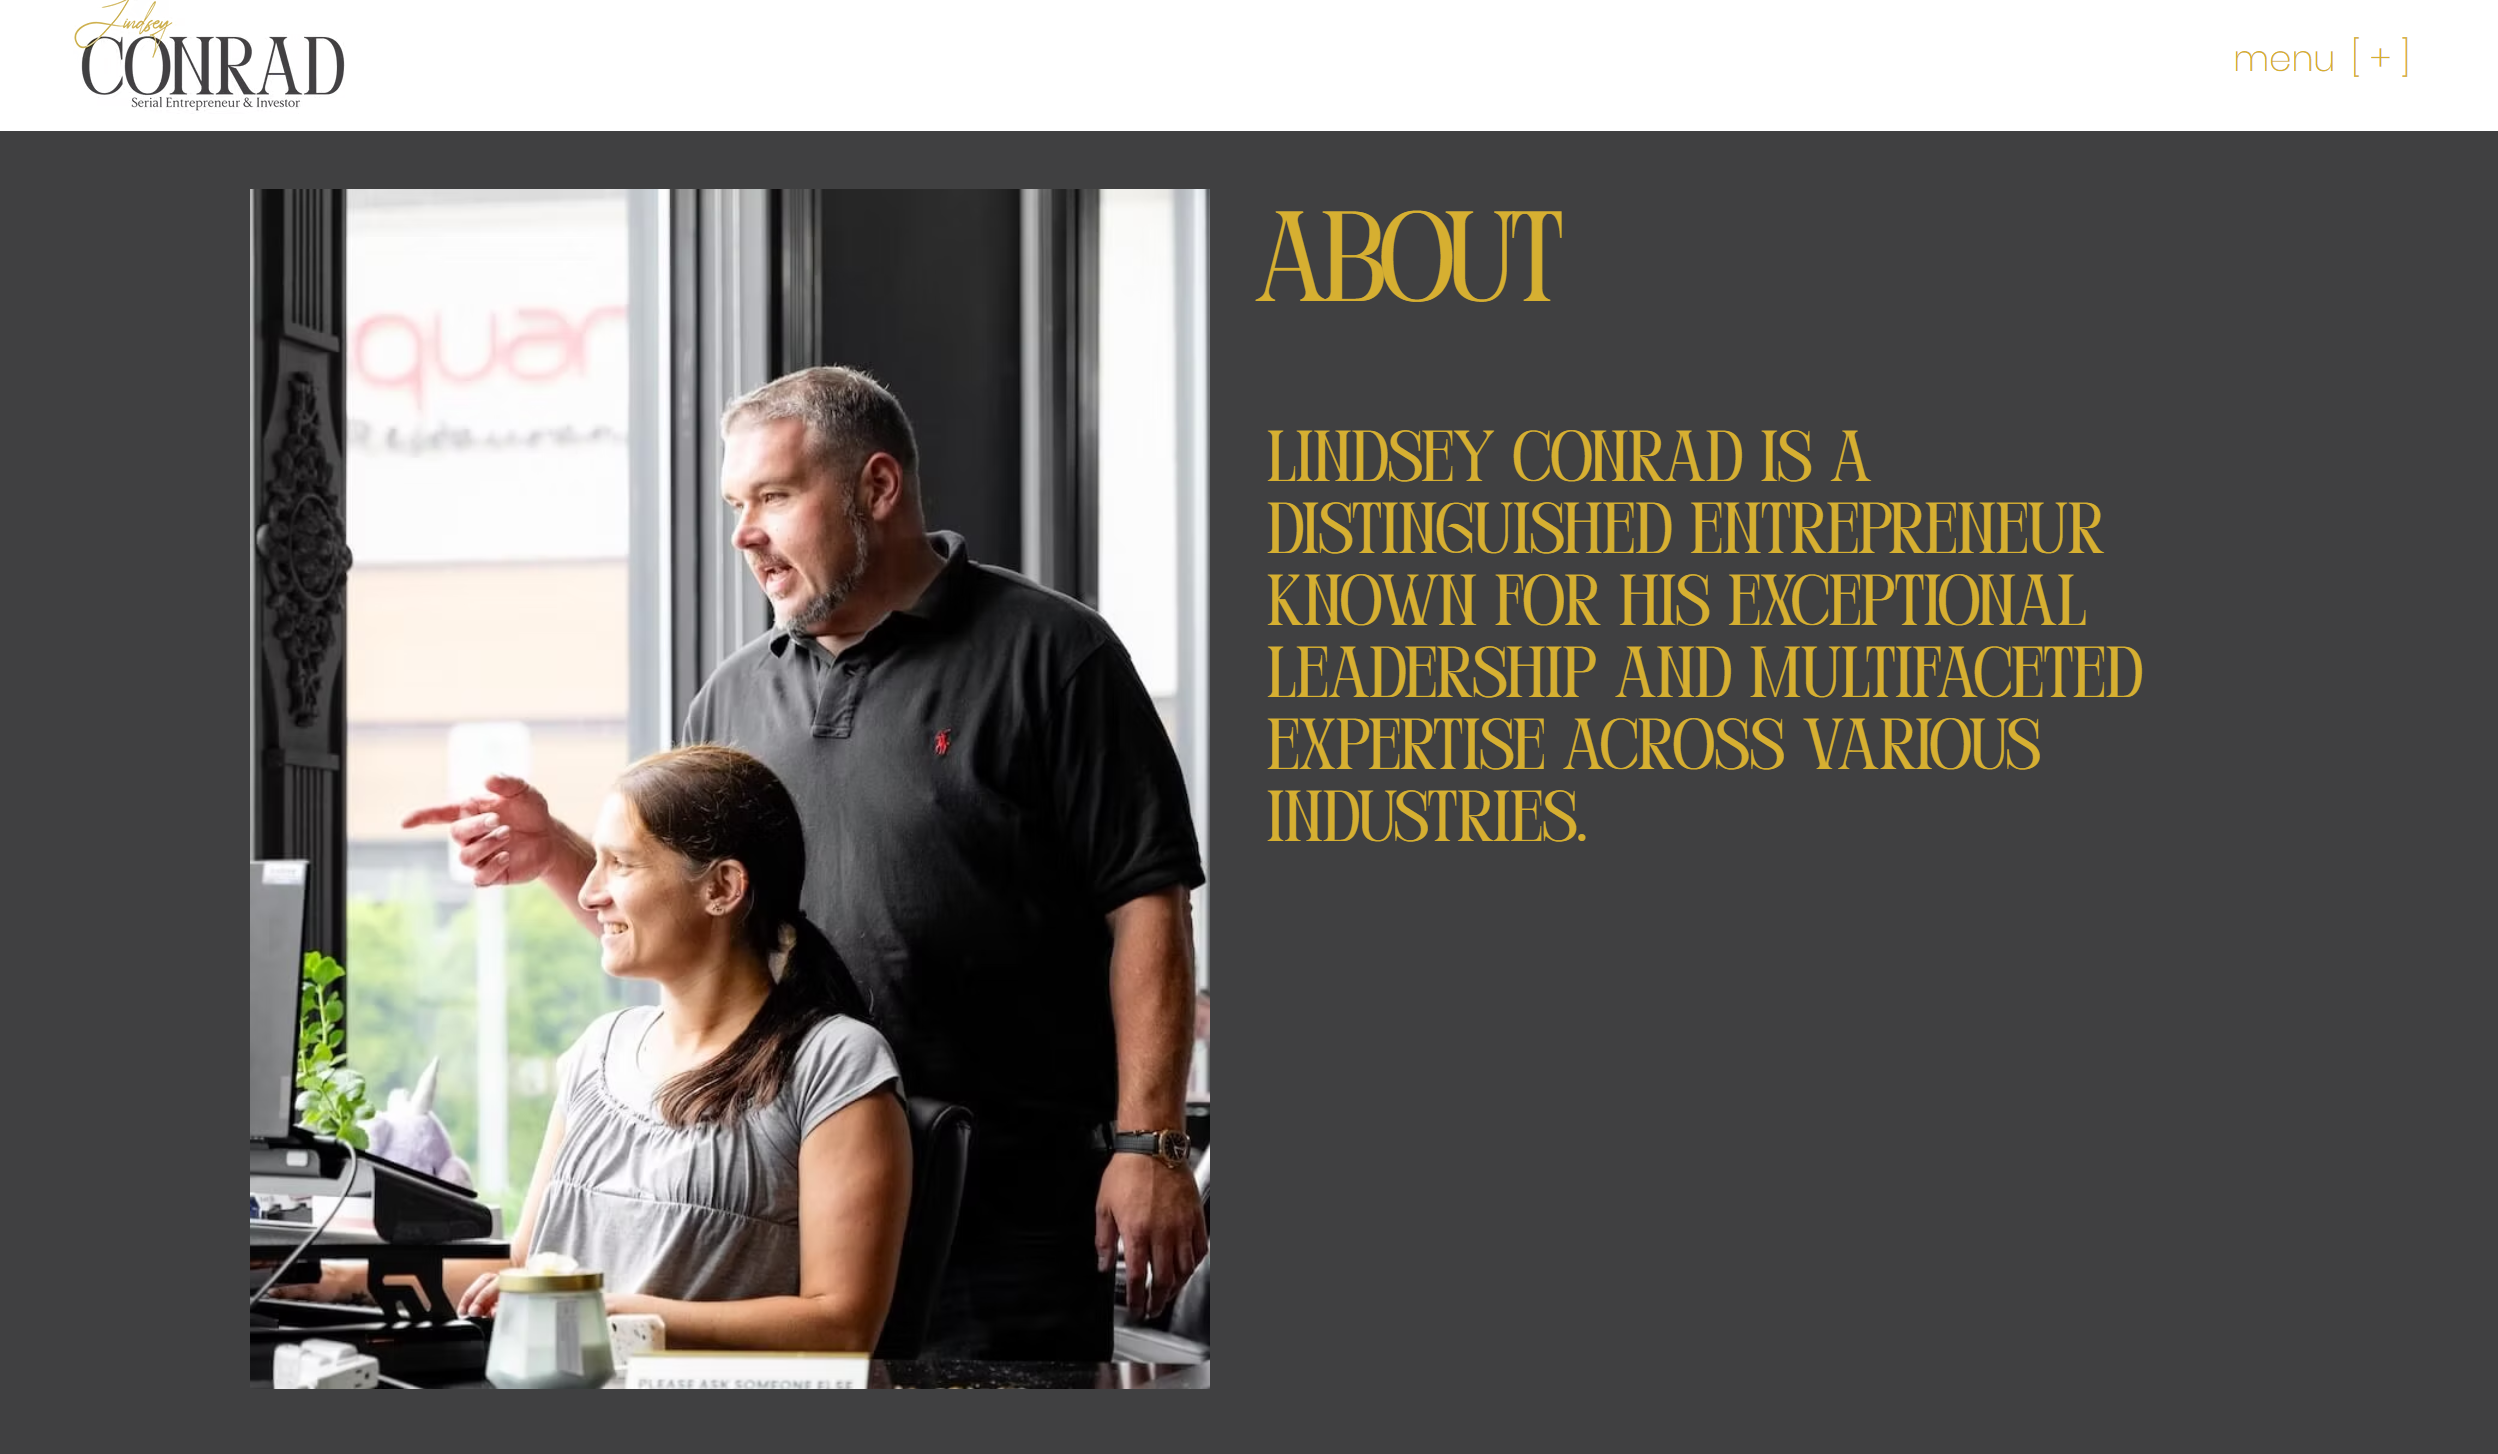 Lindsey
CONRAD
Serial Entrepreneur & Investor
menu [+]
ABOUT
LINDSEY CONRAD IS A
DISTINGUISHED ENTREPRENEUR
KNOWN FOR HIS EXCEPTIONAL
LEADERSHIP AND MULTIFACETED
EXPERTISE ACROSS VARIOUS
INDUSTRIES.
quar
Restauran
PLEASE ASK SOMEONE ELSE